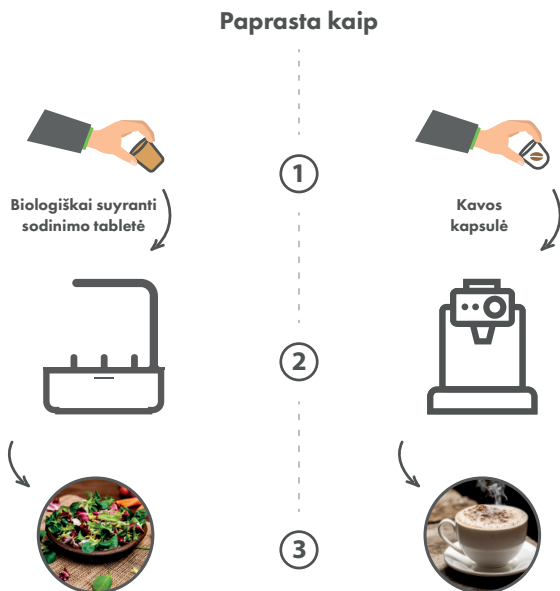 Paprasta kaip
1
Biologiškai suyranti
sodinimo tabletė
Kavos
kapsulė
2
3